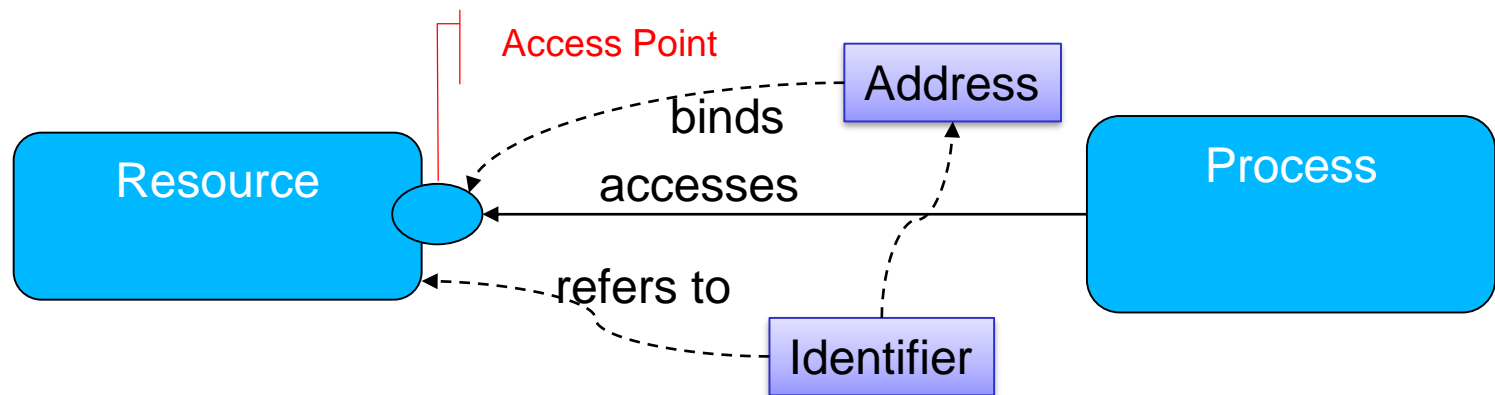 Access Point
Address
binds
Resource
Process
accesses
refers to
Identifier